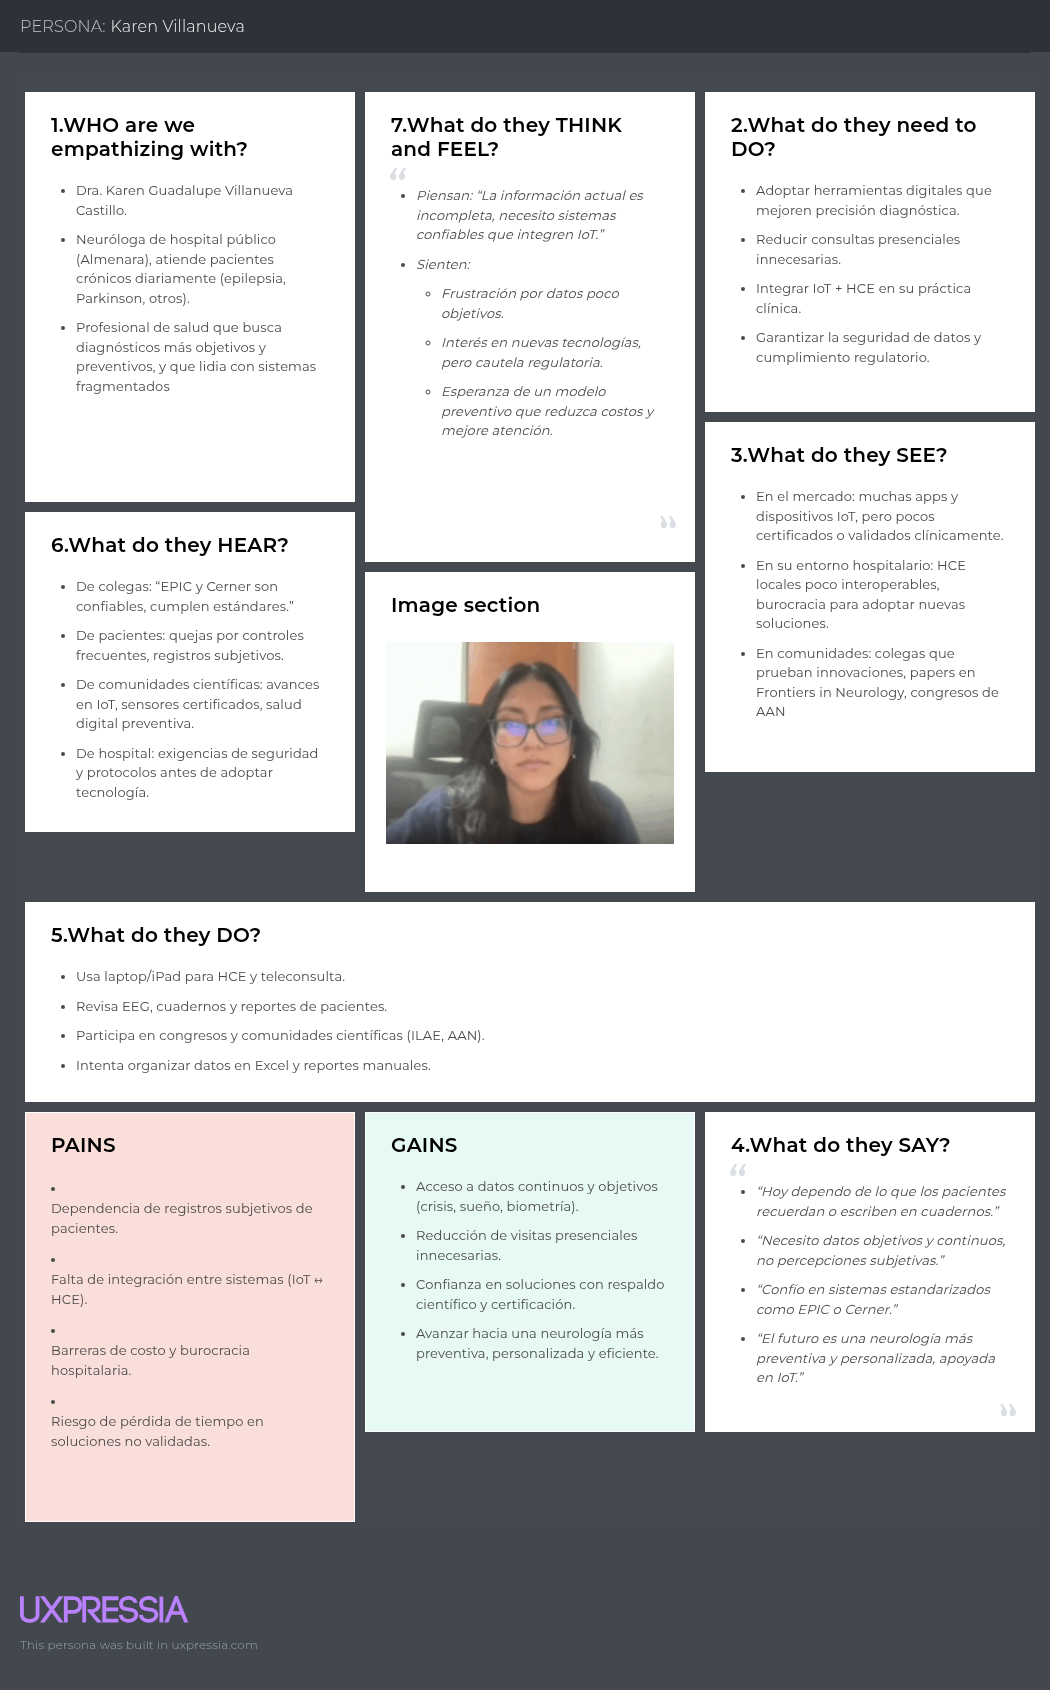 PERSONA: Karen Villanueva
1.WHO are we
empathizing with?
• Dra. Karen Guadalupe Villanueva
Castillo.
• Neuróloga de hospital público
(Almenara), atiende pacientes
crónicos diariamente (epilepsia,
Parkinson, otros).
• Profesional de salud que busca
diagnósticos más objetivos y
preventivos, y que lidia con sistemas
fragmentados
7.What do they THINK
and FEEL?
“
• Piensan: “La información actual es
incompleta, necesito sistemas
confiables que integren IoT.”
• Sienten:
◦ Frustración por datos poco
objetivos.
◦ Interés en nuevas tecnologías,
pero cautela regulatoria.
◦ Esperanza de un modelo
preventivo que reduzca costos y
mejore atención.
”
2.What do they need to
DO?
• Adoptar herramientas digitales que
mejoren precisión diagnóstica.
• Reducir consultas presenciales
innecesarias.
• Integrar IoT + HCE en su práctica
clínica.
• Garantizar la seguridad de datos y
cumplimiento regulatorio.
3.What do they SEE?
• En el mercado: muchas apps y
dispositivos IoT, pero pocos
certificados o validados clínicamente.
• En su entorno hospitalario: HCE
locales poco interoperables,
burocracia para adoptar nuevas
soluciones.
• En comunidades: colegas que
prueban innovaciones, papers en
Frontiers in Neurology, congresos de
AAN
6.What do they HEAR?
• De colegas: “EPIC y Cerner son
confiables, cumplen estándares.”
• De pacientes: quejas por controles
frecuentes, registros subjetivos.
• De comunidades científicas: avances
en IoT, sensores certificados, salud
digital preventiva.
• De hospital: exigencias de seguridad
y protocolos antes de adoptar
tecnología.
Image section
5.What do they DO?
• Usa laptop/iPad para HCE y teleconsulta.
• Revisa EEG, cuadernos y reportes de pacientes.
• Participa en congresos y comunidades científicas (ILAE, AAN).
• Intenta organizar datos en Excel y reportes manuales.
PAINS
•
Dependencia de registros subjetivos de
pacientes.
•
Falta de integración entre sistemas (IoT ↔
HCE).
•
Barreras de costo y burocracia
hospitalaria.
•
Riesgo de pérdida de tiempo en
soluciones no validadas.
GAINS
• Acceso a datos continuos y objetivos
(crisis, sueño, biometría).
• Reducción de visitas presenciales
innecesarias.
• Confianza en soluciones con respaldo
científico y certificación.
• Avanzar hacia una neurología más
preventiva, personalizada y eficiente.
4.What do they SAY?
“
• “Hoy dependo de lo que los pacientes
recuerdan o escriben en cuadernos.”
• “Necesito datos objetivos y continuos,
no percepciones subjetivas.”
• “Confío en sistemas estandarizados
como EPIC o Cerner.”
• “El futuro es una neurología más
preventiva y personalizada, apoyada
en IoT.”
”
UXPRESSIA
This persona was built in uxpressia.com